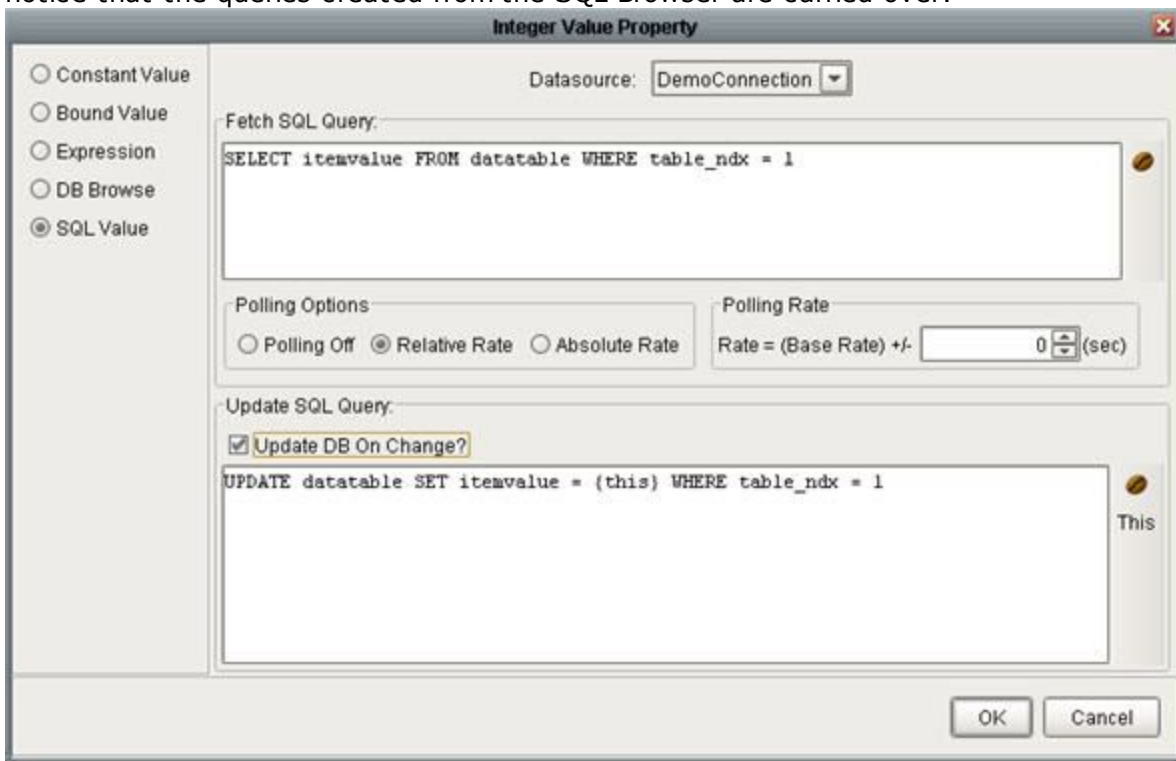 notice that the queries created from the SQL Browser are carried over.
Integer Value Property
Constant Value
Bound Value
Expression
DB Browse
SQL Value
Datasource: DemoConnection
Fetch SQL Query:
SELECT itemvalue FROM datatable WHERE table_ndx = 1
Polling Options
Polling Off Relative Rate Absolute Rate
Polling Rate
Rate = (Base Rate) +/- 0 (sec)
Update SQL Query:
Update DB On Change?
UPDATE datatable SET itemvalue = {this} WHERE table_ndx = 1
This
OK Cancel